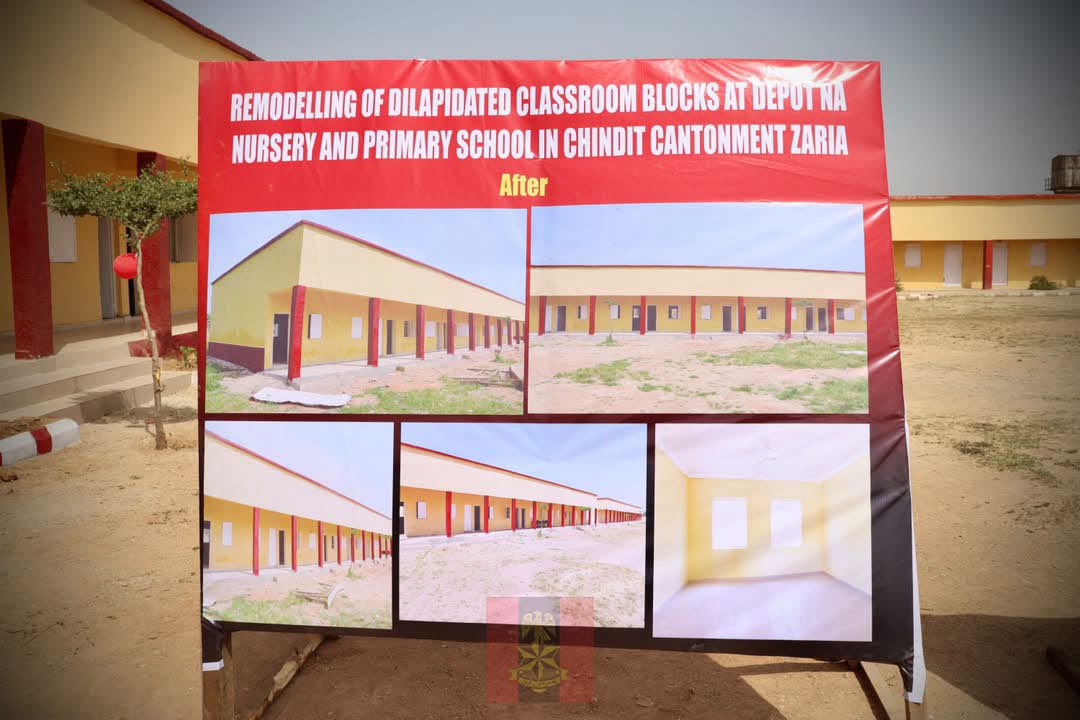 REMODELLING OF DILAPIDATED CLASSROOM BLOCKS AT DEPOT NA
NURSERY AND PRIMARY SCHOOL IN CHINDIT CANTONMENT ZARIA
After